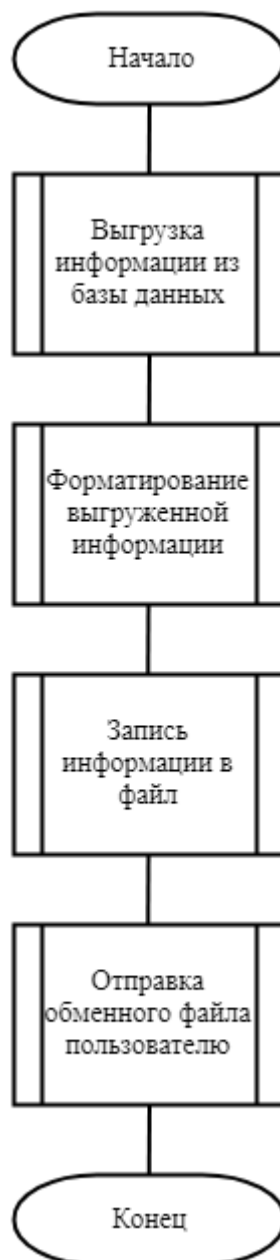 Начало
Выгрузка
информации из
базы данных
Форматирование
выгруженной
информации
Запись
информации в
файл
Отправка
обменного файла
пользователю
Конец